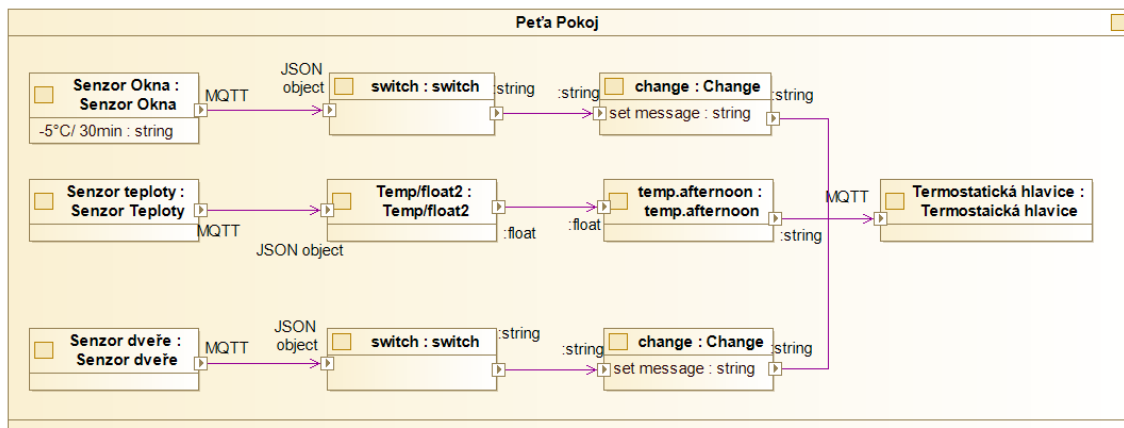 Peťa Pokoj
Senzor Okna :
Senzor Okna
-5°C/ 30min : string
MQTT
JSON
object
switch : switch
:string
:string
change : Change
set message : string
:string
Senzor teploty :
Senzor Teploty
MQTT
JSON object
Temp/float2 :
Temp/float2
:float
:float
temp.afternoon :
temp.afternoon
:string
MQTT
Termostatická hlavice :
Termostaická hlavice
Senzor dveře :
Senzor dveře
MQTT
JSON
object
switch : switch
:string
:string
change : Change
set message : string
:string